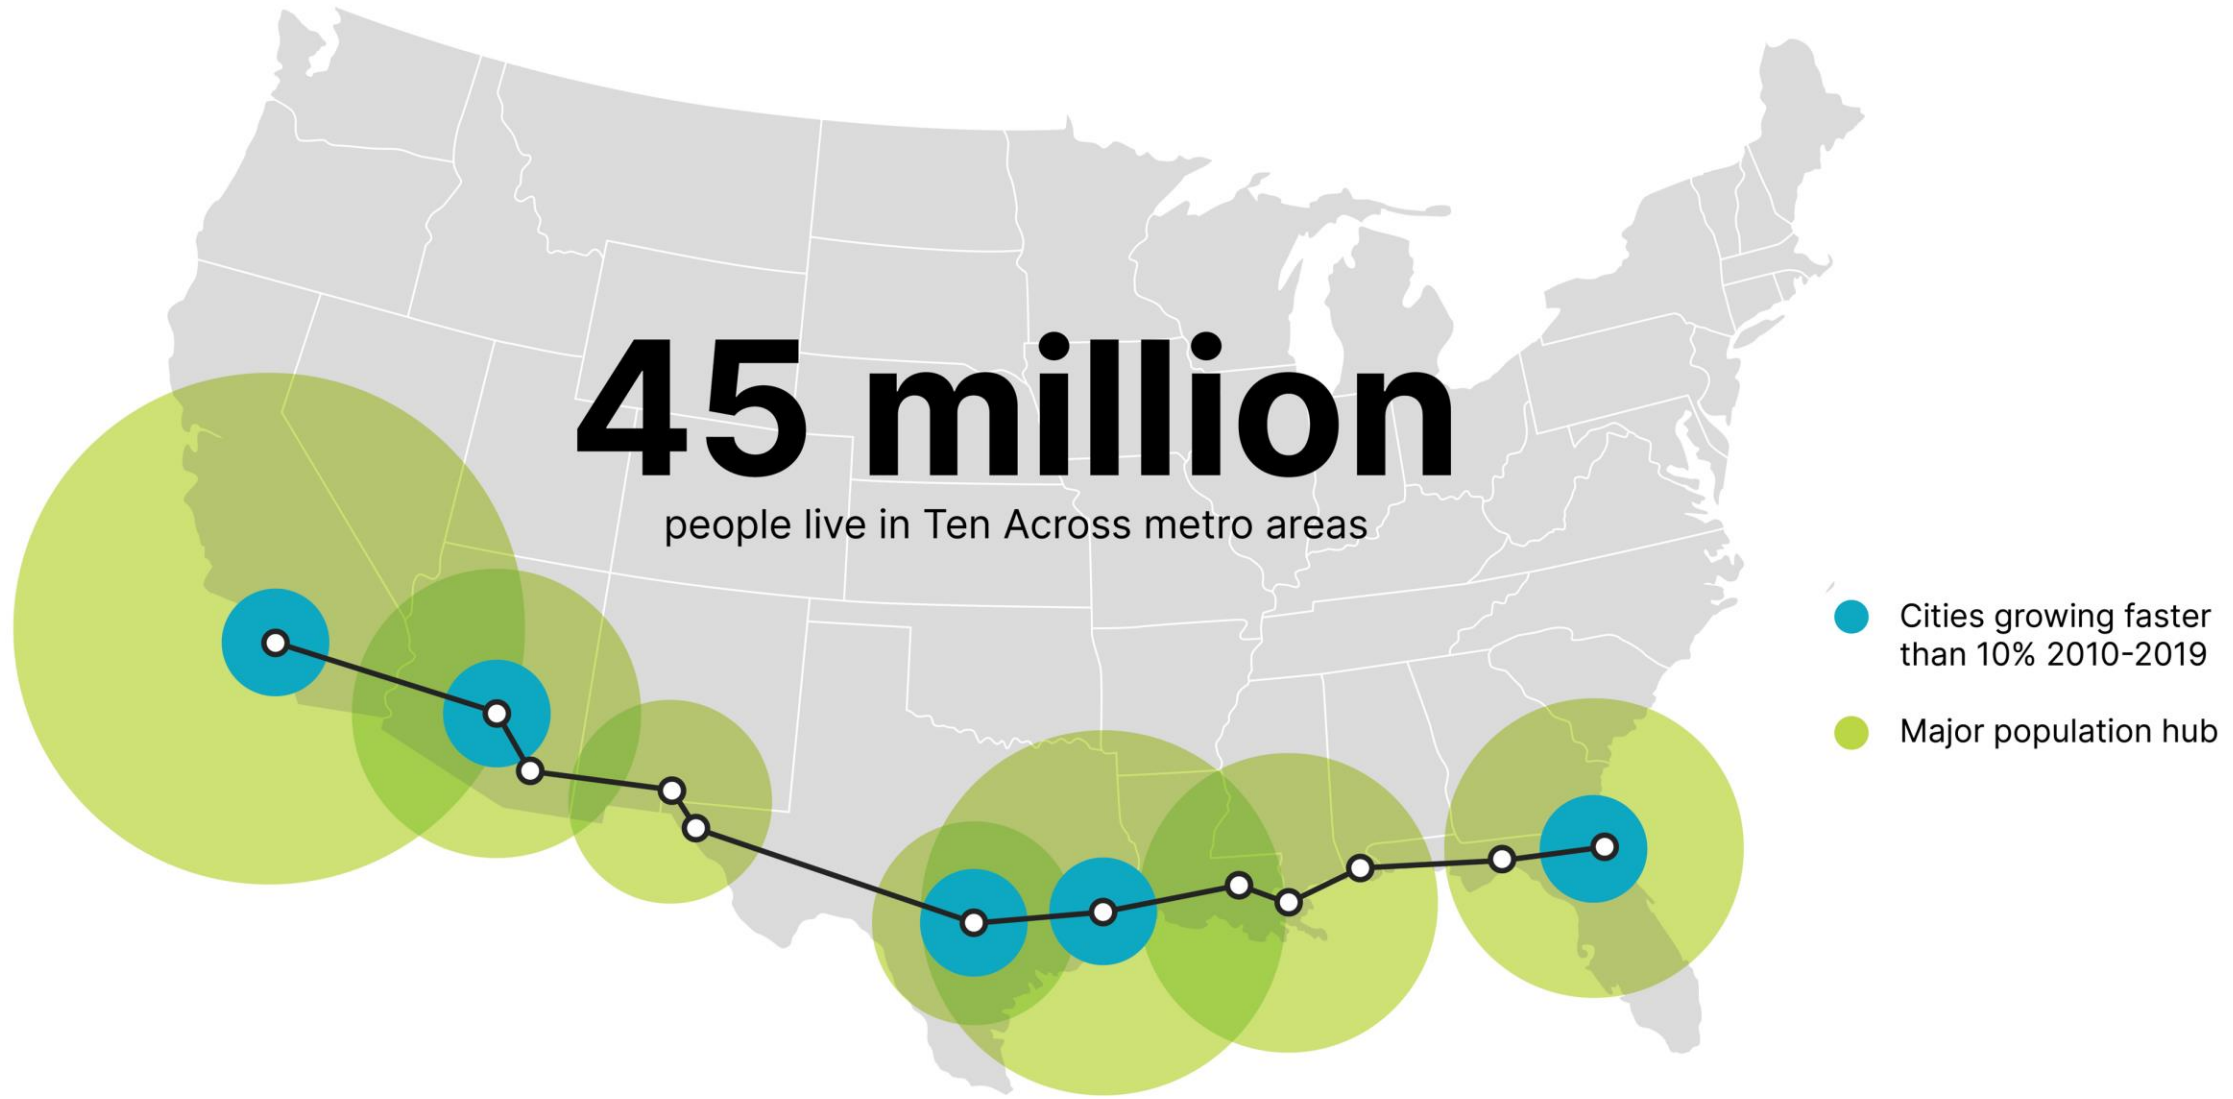 45 million
people live in Ten Across metro areas
Cities growing faster
than 10% 2010-2019
Major population hub